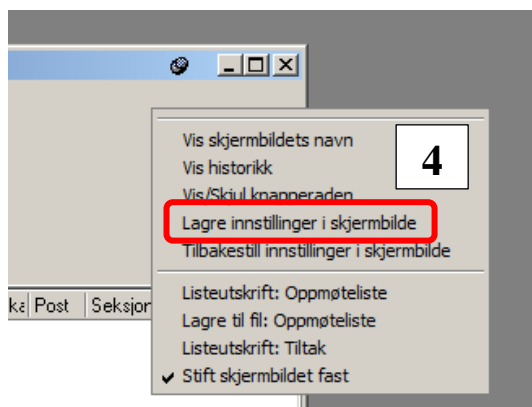 Vis skjermbildets navn
4
Vis historikk
Vis/Skjul knapperaden
Lagre innstillinger i skjermbilde
Tilbakestill innstillinger i skjermbilde
Post Seksjon
Listeutskrift: Oppmøteliste
Lagre til fil: Oppmøteliste
Listeutskrift: Tiltak
✓ Stift skjermbildet fast